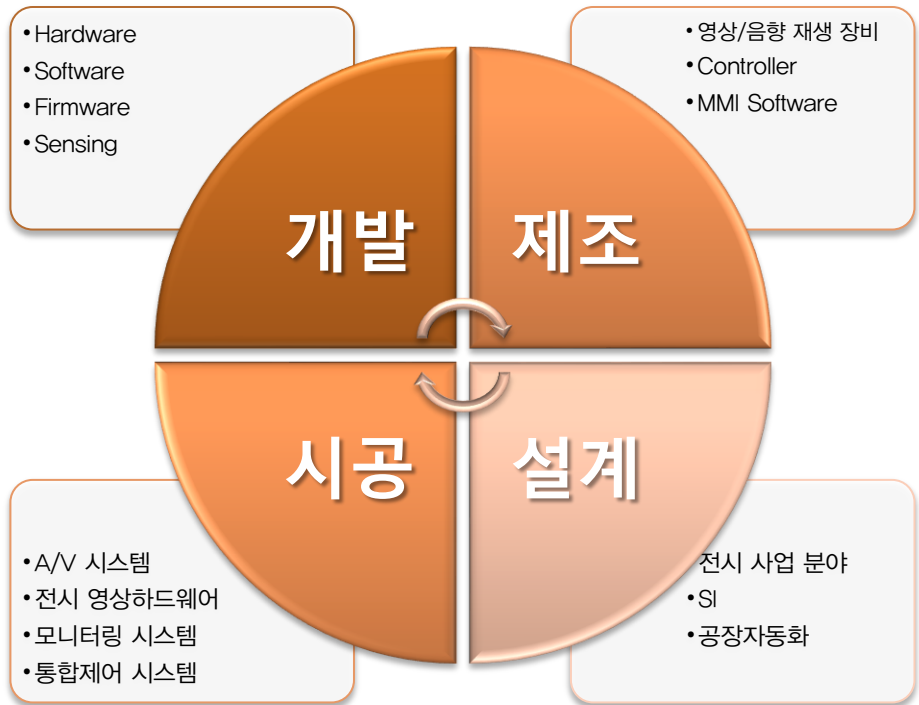 • Hardware
• Software
• Firmware
• Sensing
• 영상/음향 재생 장비
• Controller
• MMI Software
개발
제조
시공
설계
• A/V 시스템
• 전시 영상하드웨어
• 모니터링 시스템
• 통합제어 시스템
전시 사업 분야
• SI
• 공장자동화